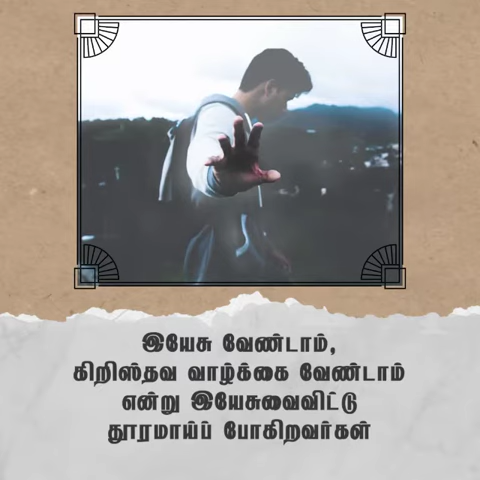 இயேசு வேண்டாம்,
கிறிஸ்தவ வாழ்க்கை வேண்டாம்
என்று இயேசுவைவிட்டு
தூரமாய்ப் போகிறவர்கள்